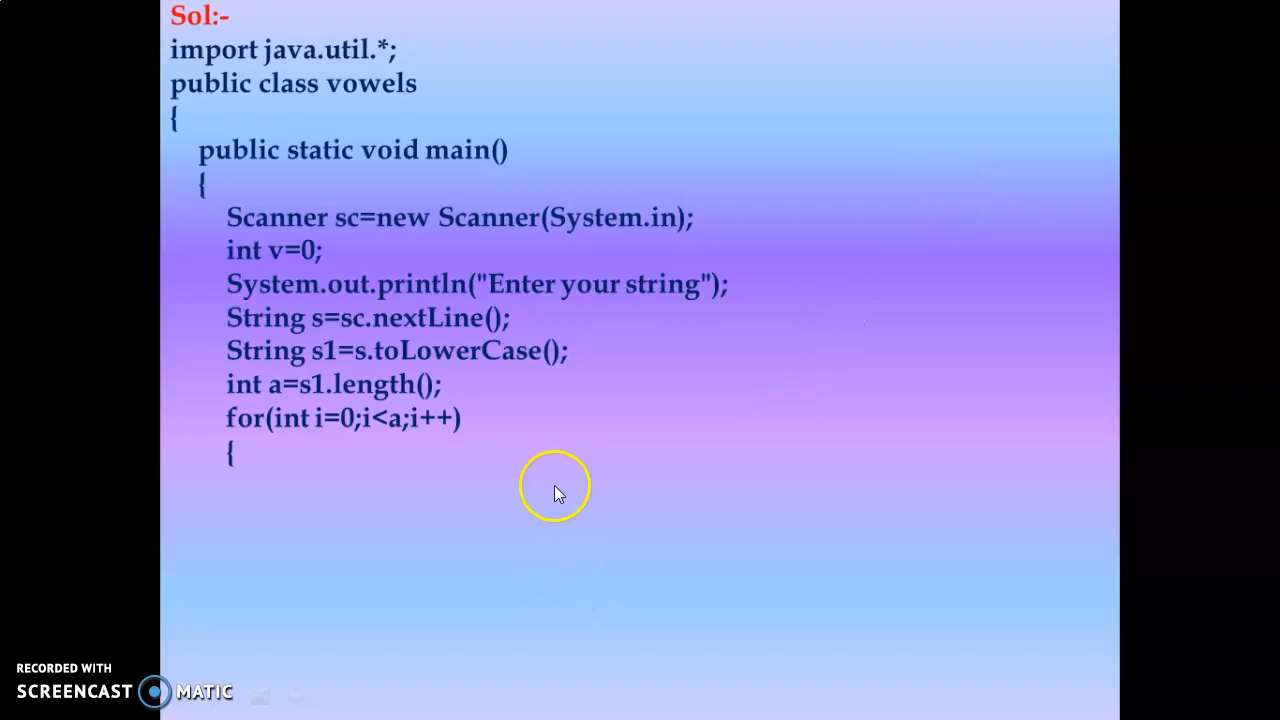 Sol:-
import java.util.*;
public class vowels
{
public static void main()
{
Scanner sc=new Scanner(System.in);
int v=0;
System.out.println("Enter your string");
String s=sc.nextLine();
String s1=s.toLowerCase();
int a=s1.length();
for(int i=0;i<a;i++)
{
RECORDED WITH
SCREENCAST MATIC